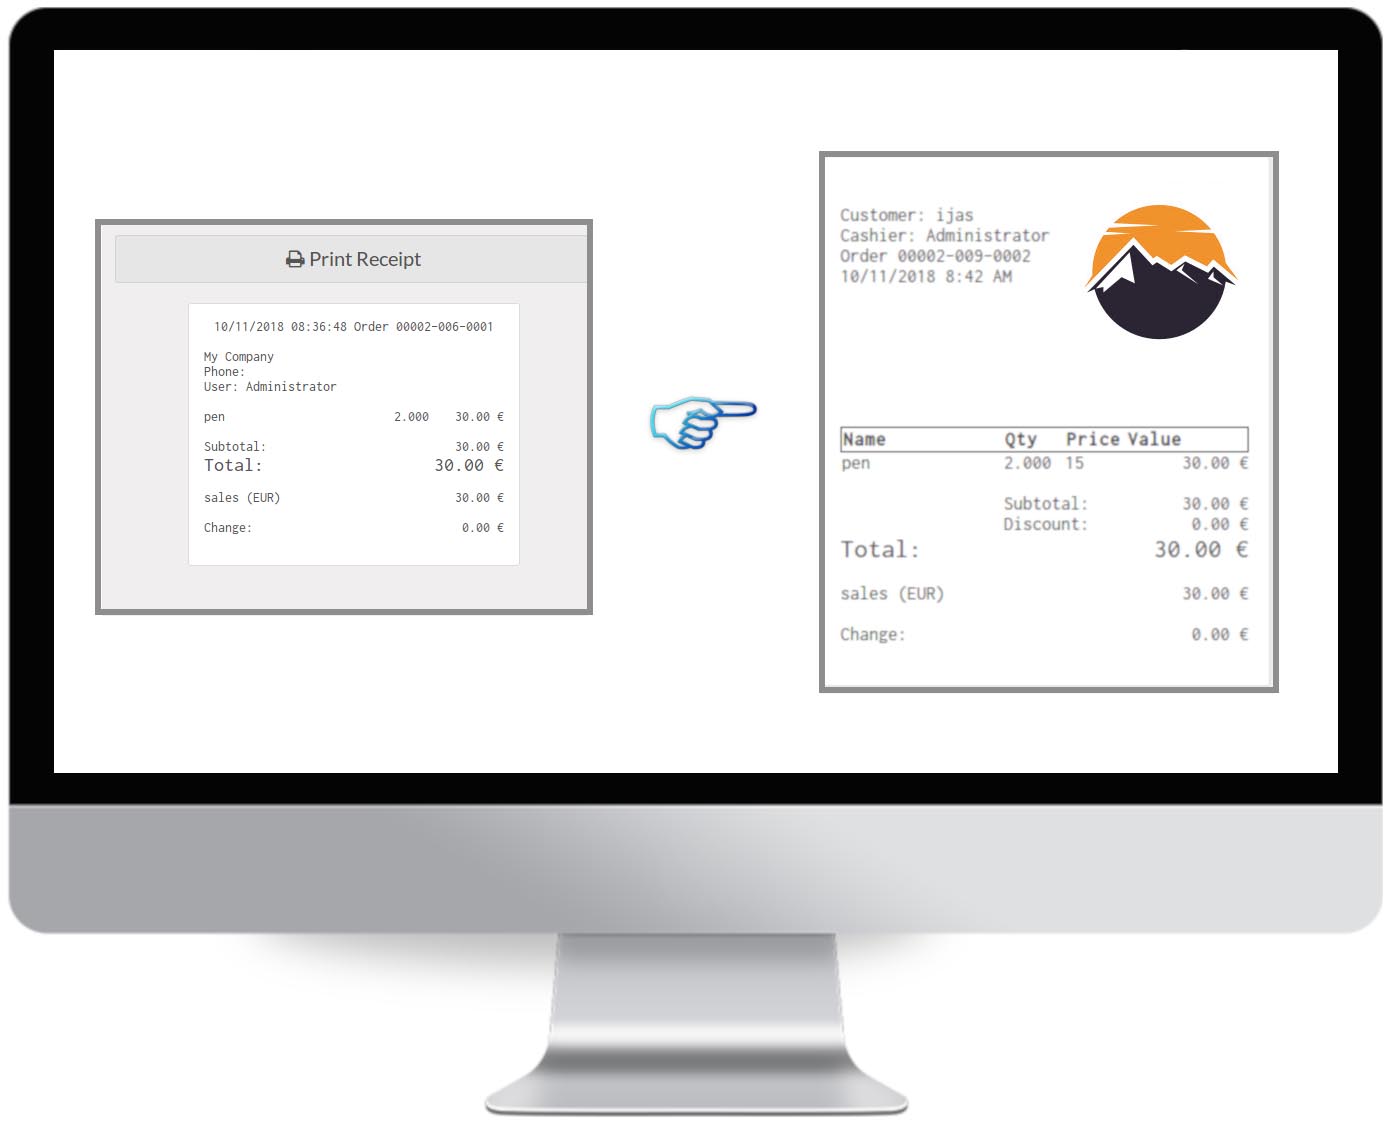 Print Receipt
10/11/2018 08:36:48 Order 00002-006-0001
My Company
Phone:
User: Administrator
pen 2.000 30.00 €
Subtotal: 30.00 €
Total: 30.00 €
sales (EUR) 30.00 €
Change: 0.00 €
Customer: ijas
Cashier: Administrator
Order 00002-009-0002
10/11/2018 8:42 AM
Name Qty Price Value
pen 2.000 15 30.00 €
Subtotal: 30.00 €
Discount: 0.00 €
Total: 30.00 €
sales (EUR) 30.00 €
Change: 0.00 €